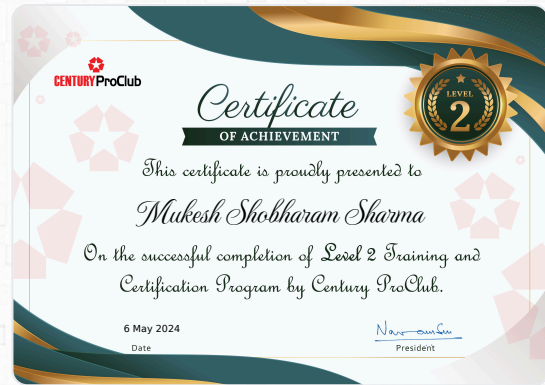 CENTURY ProClub
Certificate
OF ACHIEVEMENT
LEVEL
2
This certificate is proudly presented to
Mukesh Shobharam Sharma
On the successful completion of Level 2 Training and
Certification Program by Century ProClub.
6 May 2024
Date
President